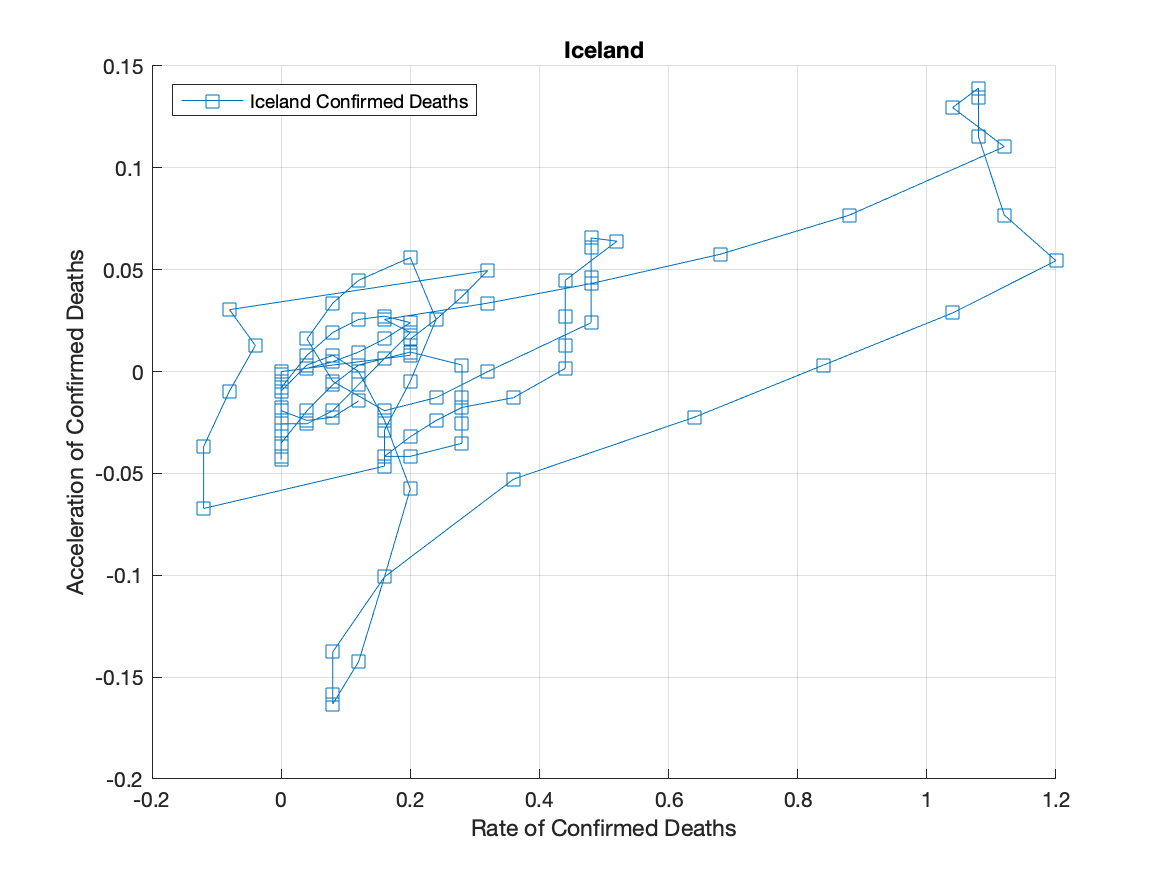 Iceland
0.15
Iceland Confirmed Deaths
0.1
0.05
0
-0.05
-0.1
-0.15
-0.2
Acceleration of Confirmed Deaths
-0.2 0 0.2 0.4 0.6 0.8 1 1.2
Rate of Confirmed Deaths